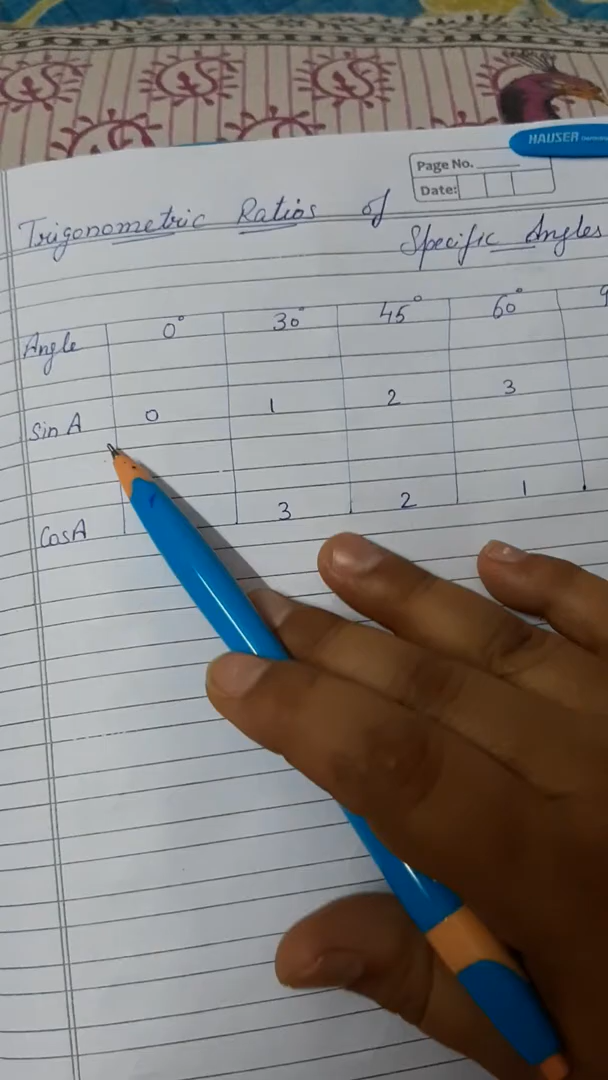 HAUSER
Page No.
Date:
Trigonometric Ratios of
Specific Angles
Angle 0° 30° 45° 60°
Sin A 0 1 2 3
Cos A 3 2 1